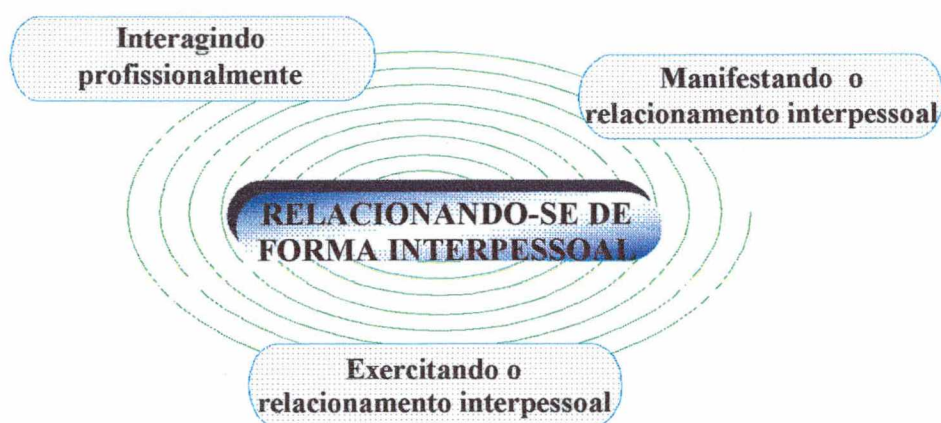 Interagindo
profissionalmente
Manifestando o
relacionamento interpessoal
RELACIONANDO-SE DE
FORMA INTERPESSOAL
Exercitando o
relacionamento interpessoal